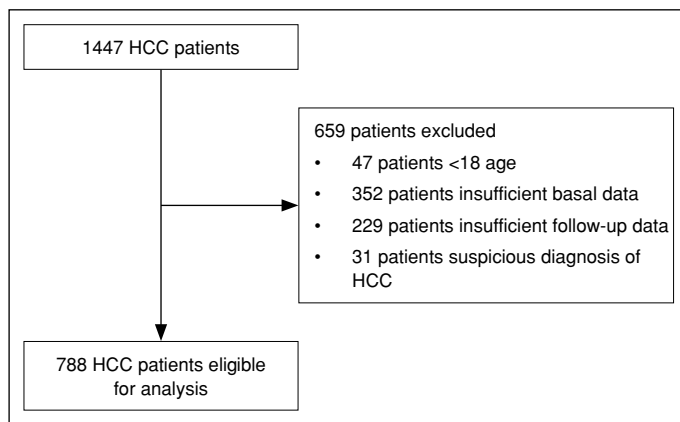 1447 HCC patients
659 patients excluded
• 47 patients <18 age
• 352 patients insufficient basal data
• 229 patients insufficient follow-up data
• 31 patients suspicious diagnosis of
HCC
788 HCC patients eligible
for analysis